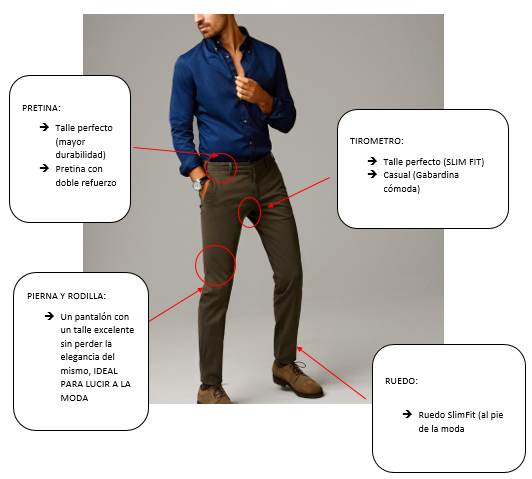 PRETINA:
➔ Talle perfecto
(mayor
durabilidad)
➔ Pretina con
doble refuerzo
TIROMETRO:
➔ Talle perfecto (SLIM FIT)
➔ Casual (Gabardina
cómoda)
PIERNA Y RODILLA:
➔ Un pantalón con
un talle excelente
sin perder la
elegancia del
mismo, IDEAL
PARA LUCIR A LA
MODA
RUEDO:
➔ Ruedo SlimFit (al pie
de la moda